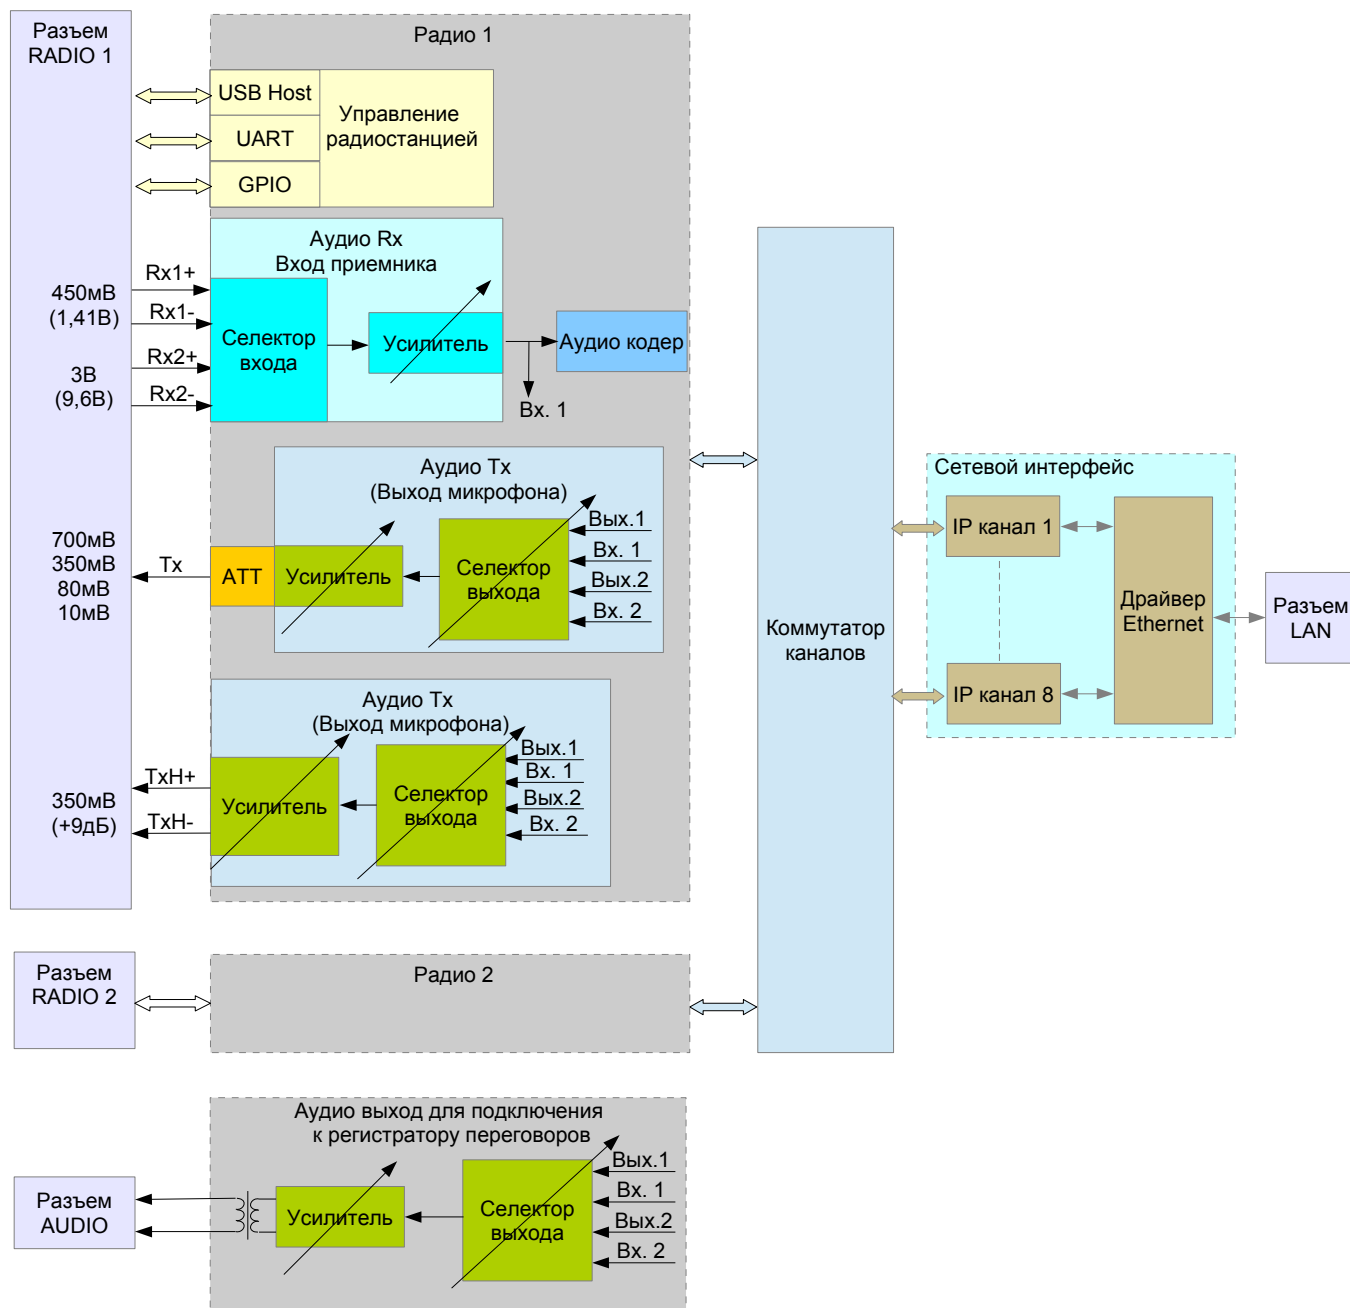 Разъем
RADIO 1
Радио 1
USB Host
UART
GPIO
Управление
радиостанцией
Аудио Rx
Вход приемника
Rx1+
450мВ
(1,41В)
Rx1-
Rx2+
3В
(9,6В)
Rx2-
Селектор
входа
Усилитель
Аудио кодер
Вх. 1
Аудио Tx
(Выход микрофона)
700мВ
350мВ
80мВ
10мВ
Tx
АТТ
Усилитель
Селектор
выхода
Вых.1
Вх. 1
Вых.2
Вх. 2
Аудио Tx
(Выход микрофона)
TxH+
350мВ
(+9дБ)
TxH-
Усилитель
Селектор
выхода
Вых.1
Вх. 1
Вых.2
Вх. 2
Коммутатор
каналов
Сетевой интерфейс
IP канал 1
IP канал 8
Драйвер
Ethernet
Разъем
LAN
Разъем
RADIO 2
Радио 2
Аудио выход для подключения
к регистратору переговоров
Разъем
AUDIO
Усилитель
Селектор
выхода
Вых.1
Вх. 1
Вых.2
Вх. 2